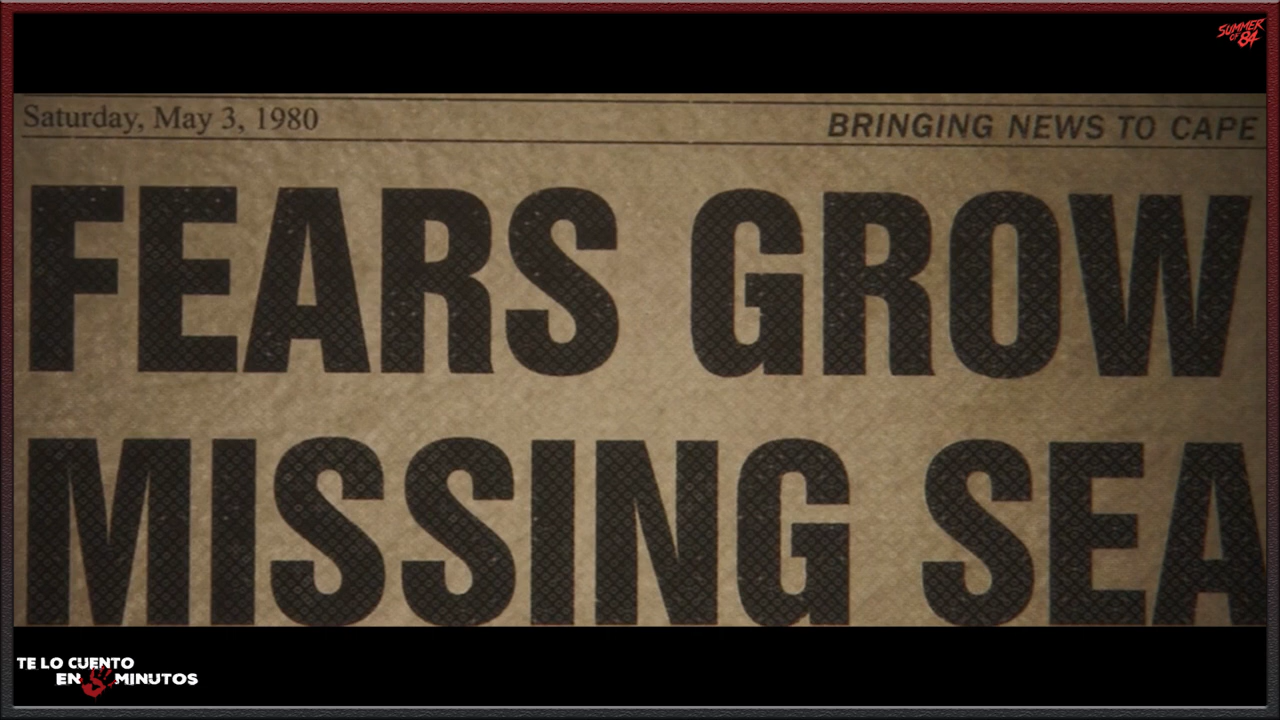 SUMMER
OF 84
Saturday, May 3, 1980
BRINGING NEWS TO CAPE
FEARS GROW
MISSING SEA
TE LO CUENTO
EN 5 MINUTOS